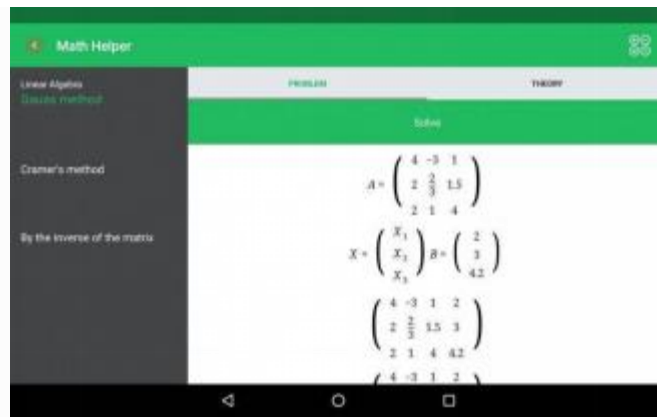 Math Helper
Linear Algebra
Gauss method
PROBLEM
THEORY
Solve
Cramer's method
By the inverse of the matrix
A = ( 4 -3 1
2 2/3 1.5
2 1 4 )
X = ( X1
X2
X3 ) B = ( 2
3
4.2 )
( 4 -3 1 2
2 2/3 1.5 3
2 1 4 4.2 )
( 4 -3 1 2 )